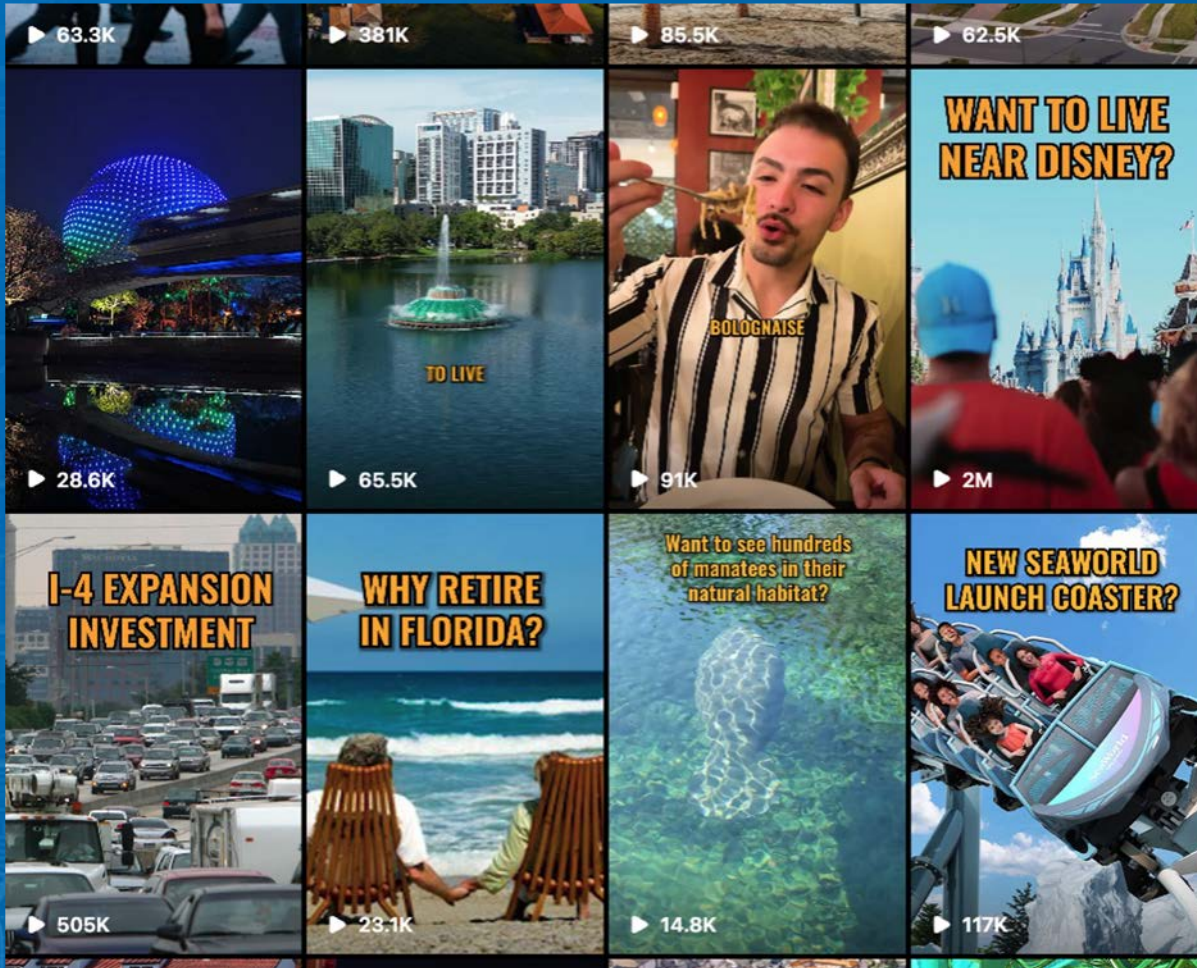 63.3K
381K
85.5K
62.5K
28.6K
TO LIVE
65.5K
BOLOGNAISE
91K
WANT TO LIVE
NEAR DISNEY?
2M
I-4 EXPANSION
INVESTMENT
505K
WHY RETIRE
IN FLORIDA?
23.1K
Want to see hundreds
of manatees in their
natural habitat?
14.8K
NEW SEAWORLD
LAUNCH COASTER?
SeaWorld
117K